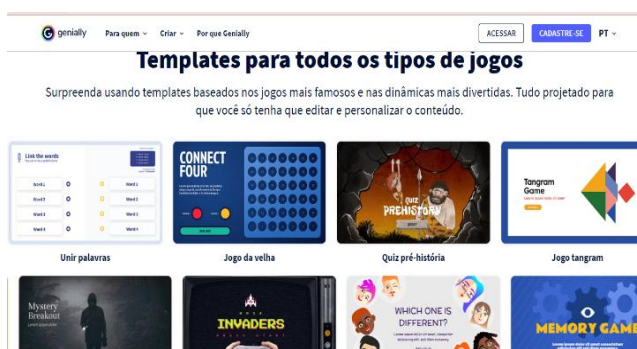 genially
Para quem
Criar
Por que Genially
ACESSAR
CADASTRE-SE
PT
Templates para todos os tipos de jogos
Surpreenda usando templates baseados nos jogos mais famosos e nas dinâmicas mais divertidas. Tudo projetado para
que você só tenha que editar e personalizar o conteúdo.
Link the words
Word 1
Word 1
Word 2
Word 2
Word 3
Word 3
Word 4
Word 4
CONNECT
FOUR
QUIZ
PREHISTORY
Tangram
Game
Unir palavras
Jogo da velha
Quiz pré-história
Jogo tangram
Mystery
Breakout
INVADERS
WHICH ONE IS
DIFFERENT?
MEMORY GAME